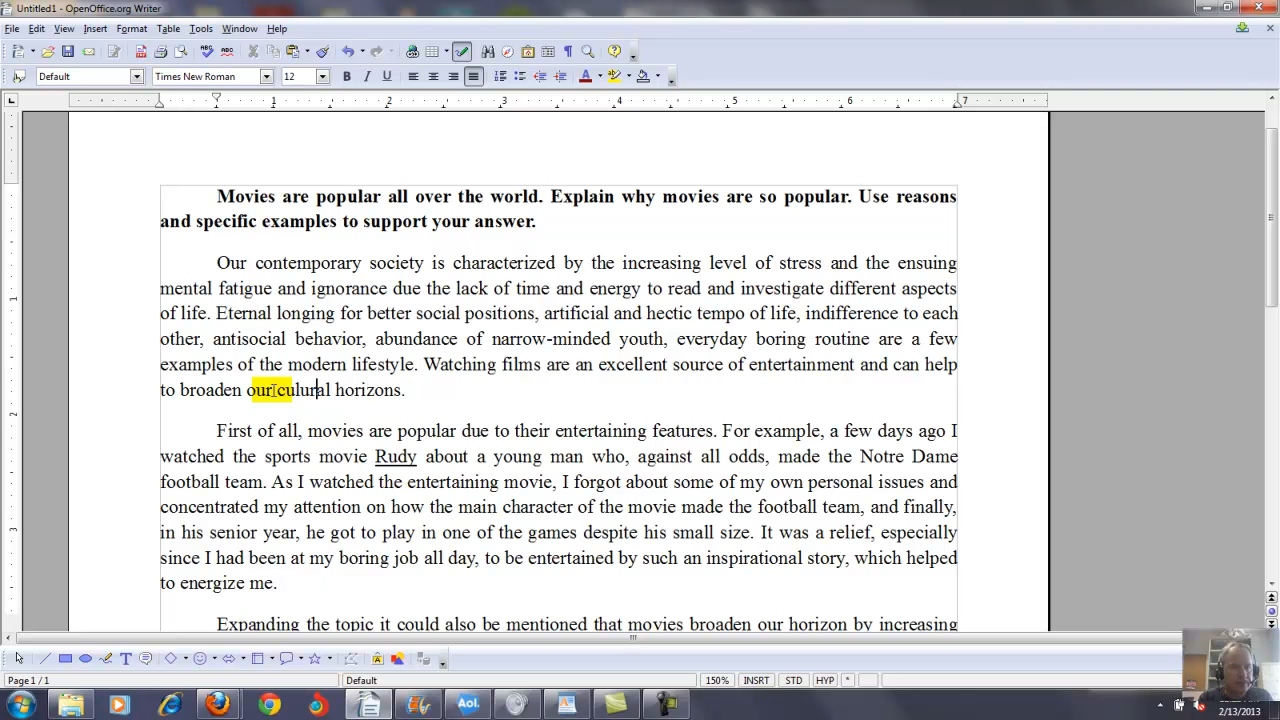 Untitled1 - OpenOffice.org Writer
File Edit View Insert Format Table Tools Window Help
Default Times New Roman 12
1 2 3 4 5 6 7
Movies are popular all over the world. Explain why movies are so popular. Use reasons
and specific examples to support your answer.
Our contemporary society is characterized by the increasing level of stress and the ensuing
mental fatigue and ignorance due the lack of time and energy to read and investigate different aspects
of life. Eternal longing for better social positions, artificial and hectic tempo of life, indifference to each
other, antisocial behavior, abundance of narrow-minded youth, everyday boring routine are a few
examples of the modern lifestyle. Watching films are an excellent source of entertainment and can help
to broaden our culural horizons.
First of all, movies are popular due to their entertaining features. For example, a few days ago I
watched the sports movie Rudy about a young man who, against all odds, made the Notre Dame
football team. As I watched the entertaining movie, I forgot about some of my own personal issues and
concentrated my attention on how the main character of the movie made the football team, and finally,
in his senior year, he got to play in one of the games despite his small size. It was a relief, especially
since I had been at my boring job all day, to be entertained by such an inspirational story, which helped
to energize me.
Expanding the topic it could also be mentioned that movies broaden our horizon by increasing
Page 1 / 1 Default 150% INSRT STD HYP *
AOL
2/13/2013